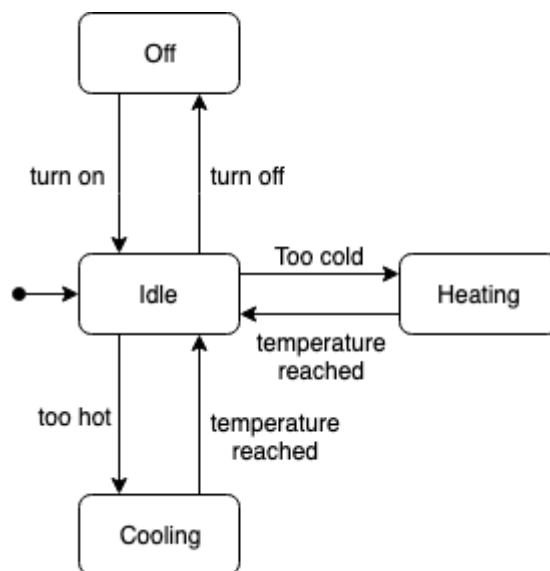 Off
turn on
turn off
Too cold
Idle
Heating
temperature
reached
too hot
temperature
reached
Cooling